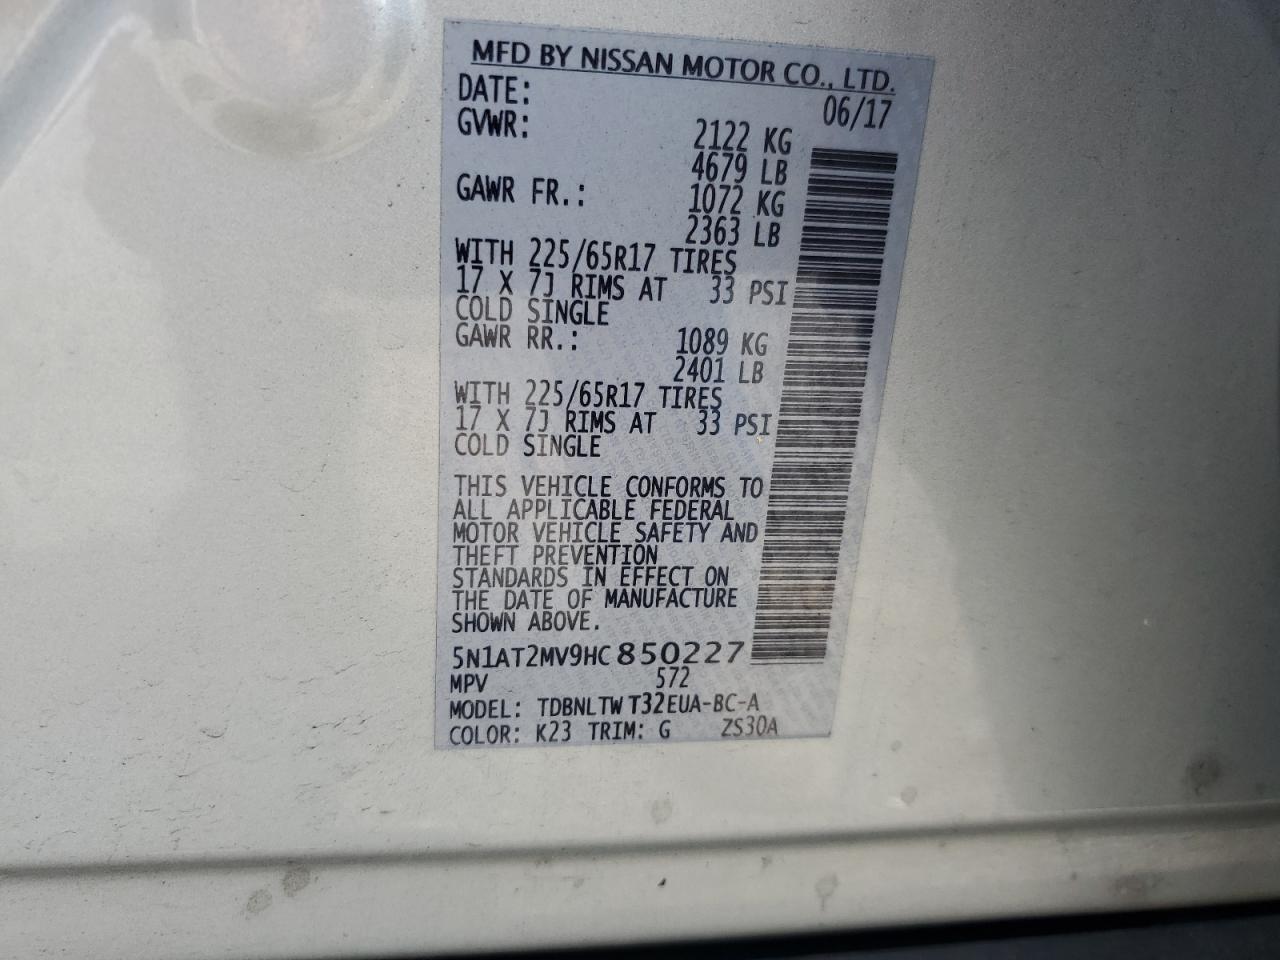 MFD BY NISSAN MOTOR CO., LTD.
DATE: 06/17
GVWR: 2122 KG
4679 LB
GAWR FR.: 1072 KG
2363 LB
WITH 225/65R17 TIRES
17 X 7J RIMS AT 33 PSI
COLD SINGLE
GAWR RR.: 1089 KG
2401 LB
WITH 225/65R17 TIRES
17 X 7J RIMS AT 33 PSI
COLD SINGLE
THIS VEHICLE CONFORMS TO
ALL APPLICABLE FEDERAL
MOTOR VEHICLE SAFETY AND
THEFT PREVENTION
STANDARDS IN EFFECT ON
THE DATE OF MANUFACTURE
SHOWN ABOVE.
5N1AT2MV9HC850227
MPV 572
MODEL: TDBNLTW T32EUA-BC-A
COLOR: K23 TRIM: G ZS30A